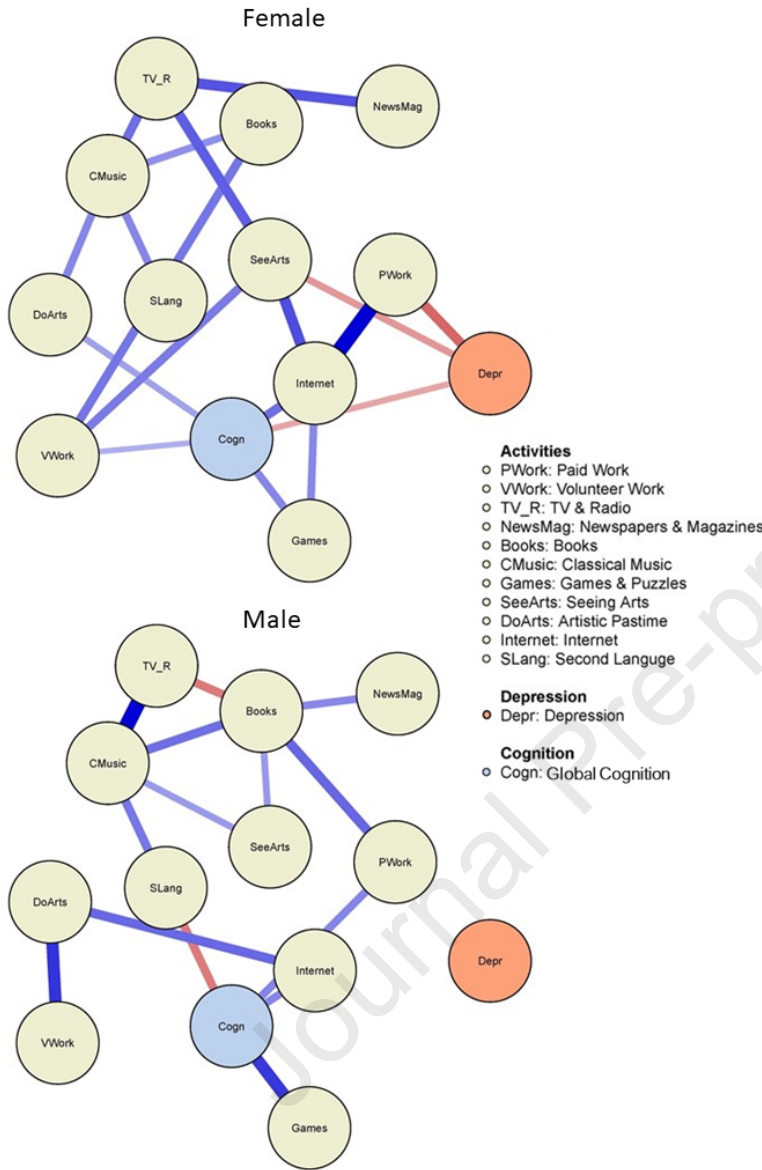 Female
TV_R
NewsMag
Books
CMusic
SeeArts
PWork
SLang
DoArts
Depr
Internet
Cogn
VWork
Games
Activities
PWork: Paid Work
VWork: Volunteer Work
TV_R: TV & Radio
NewsMag: Newspapers & Magazines
Books: Books
CMusic: Classical Music
Games: Games & Puzzles
SeeArts: Seeing Arts
DoArts: Artistic Pastime
Internet: Internet
SLang: Second Languge
Depression
Depr: Depression
Cognition
Cogn: Global Cognition
Male
TV_R
NewsMag
Books
CMusic
SeeArts
PWork
SLang
DoArts
Depr
Internet
Cogn
VWork
Games
Journal Pre-pr